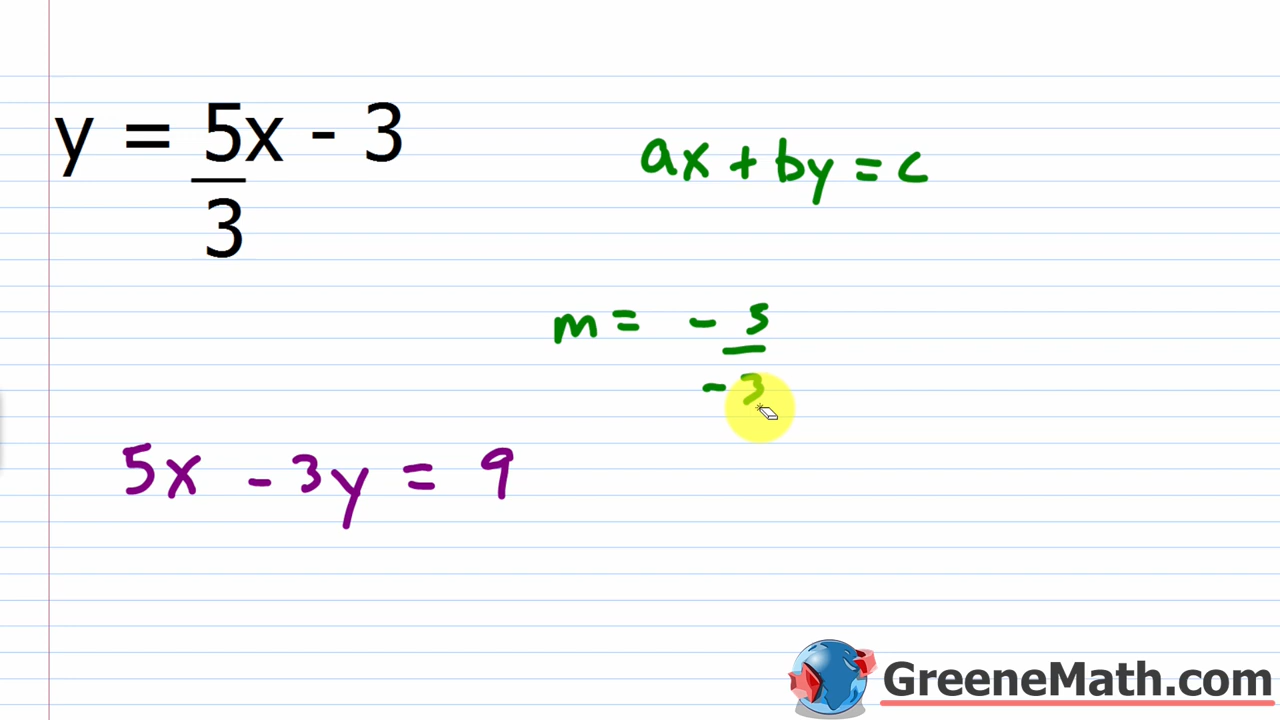 y = 5x - 3
3
ax + by = c
m = - 5
- 3
5x - 3y = 9
GreeneMath.com